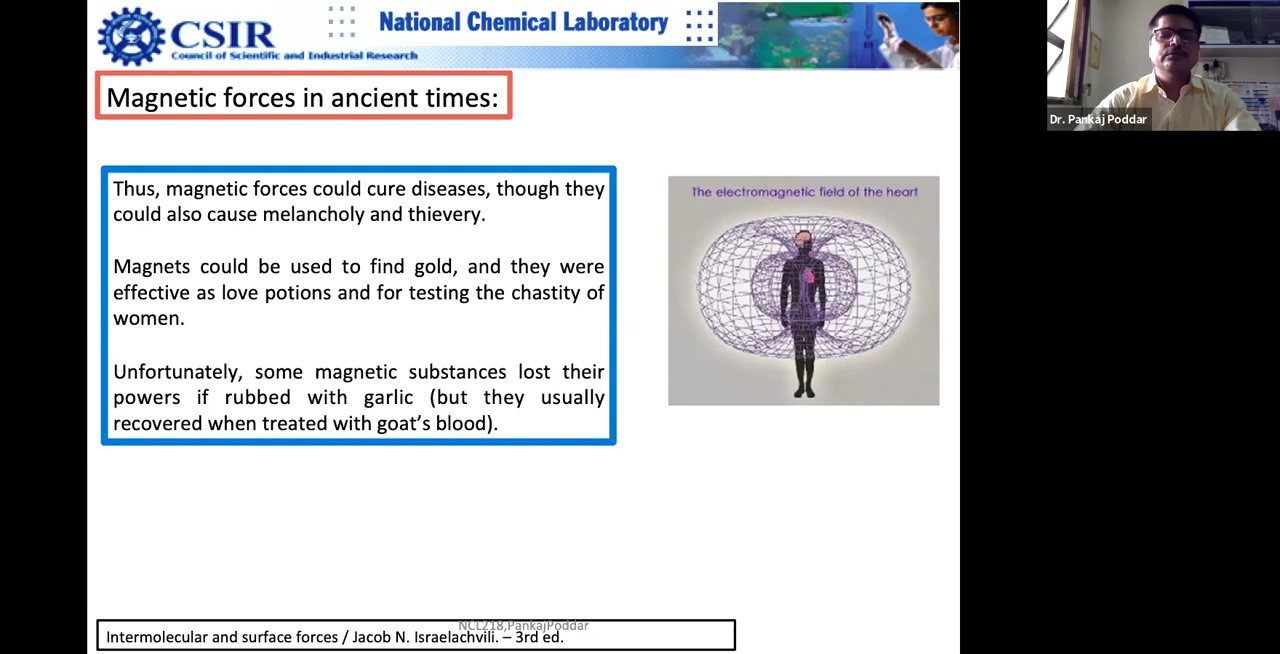 CSIR
Council of Scientific and Industrial Research
National Chemical Laboratory
Dr. Pankaj Poddar
Magnetic forces in ancient times:
Thus, magnetic forces could cure diseases, though they
could also cause melancholy and thievery.
Magnets could be used to find gold, and they were
effective as love potions and for testing the chastity of
women.
Unfortunately, some magnetic substances lost their
powers if rubbed with garlic (but they usually
recovered when treated with goat’s blood).
The electromagnetic field of the heart
NCL218,PankajPoddar
Intermolecular and surface forces / Jacob N. Israelachvili. – 3rd ed.